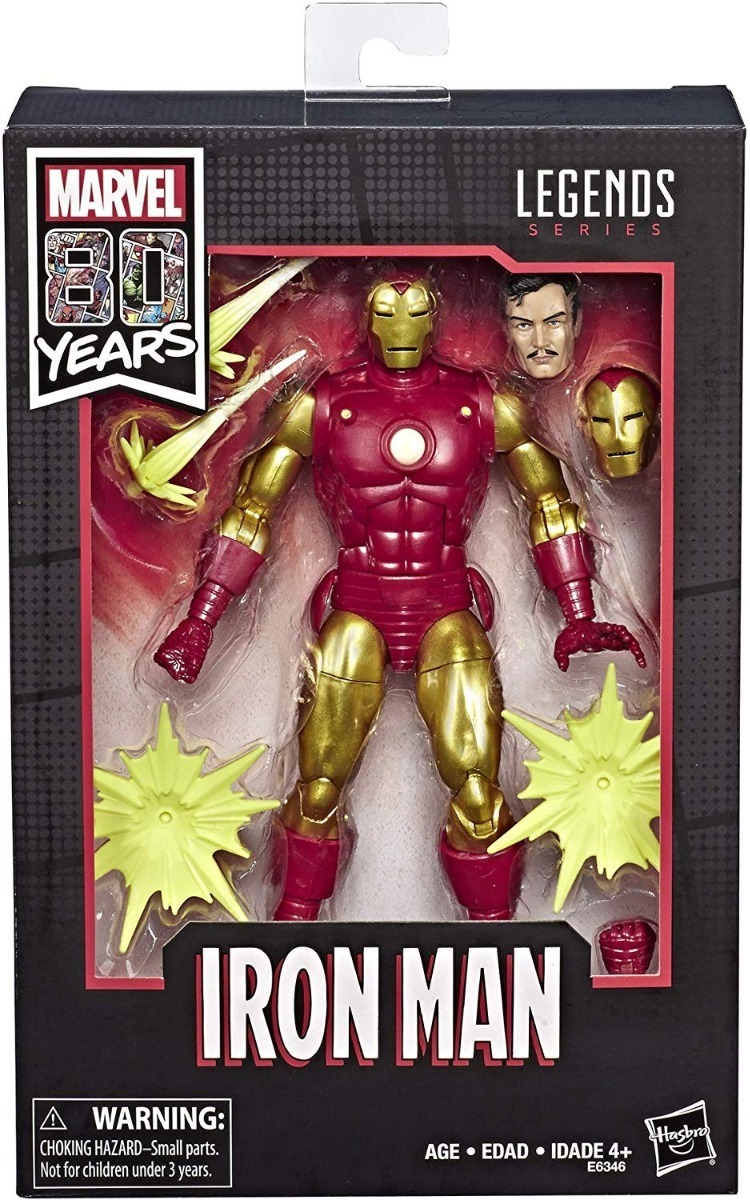 MARVEL
80
YEARS
LEGENDS
SERIES
IRON MAN
WARNING:
CHOKING HAZARD–Small parts.
Not for children under 3 years.
AGE • EDAD • IDADE 4+
E6346
Hasbro